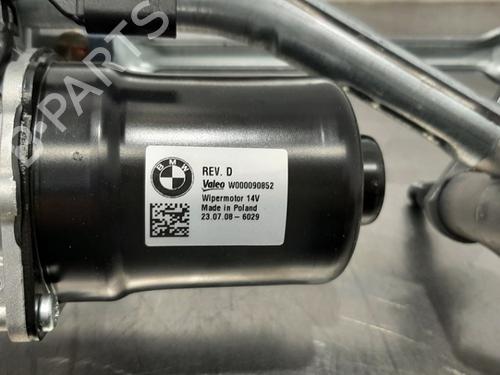 BMW
REV. D
Valeo W000090852
Wipermotor 14V
Made in Poland
23.07.08 - 6029
B-PARTS